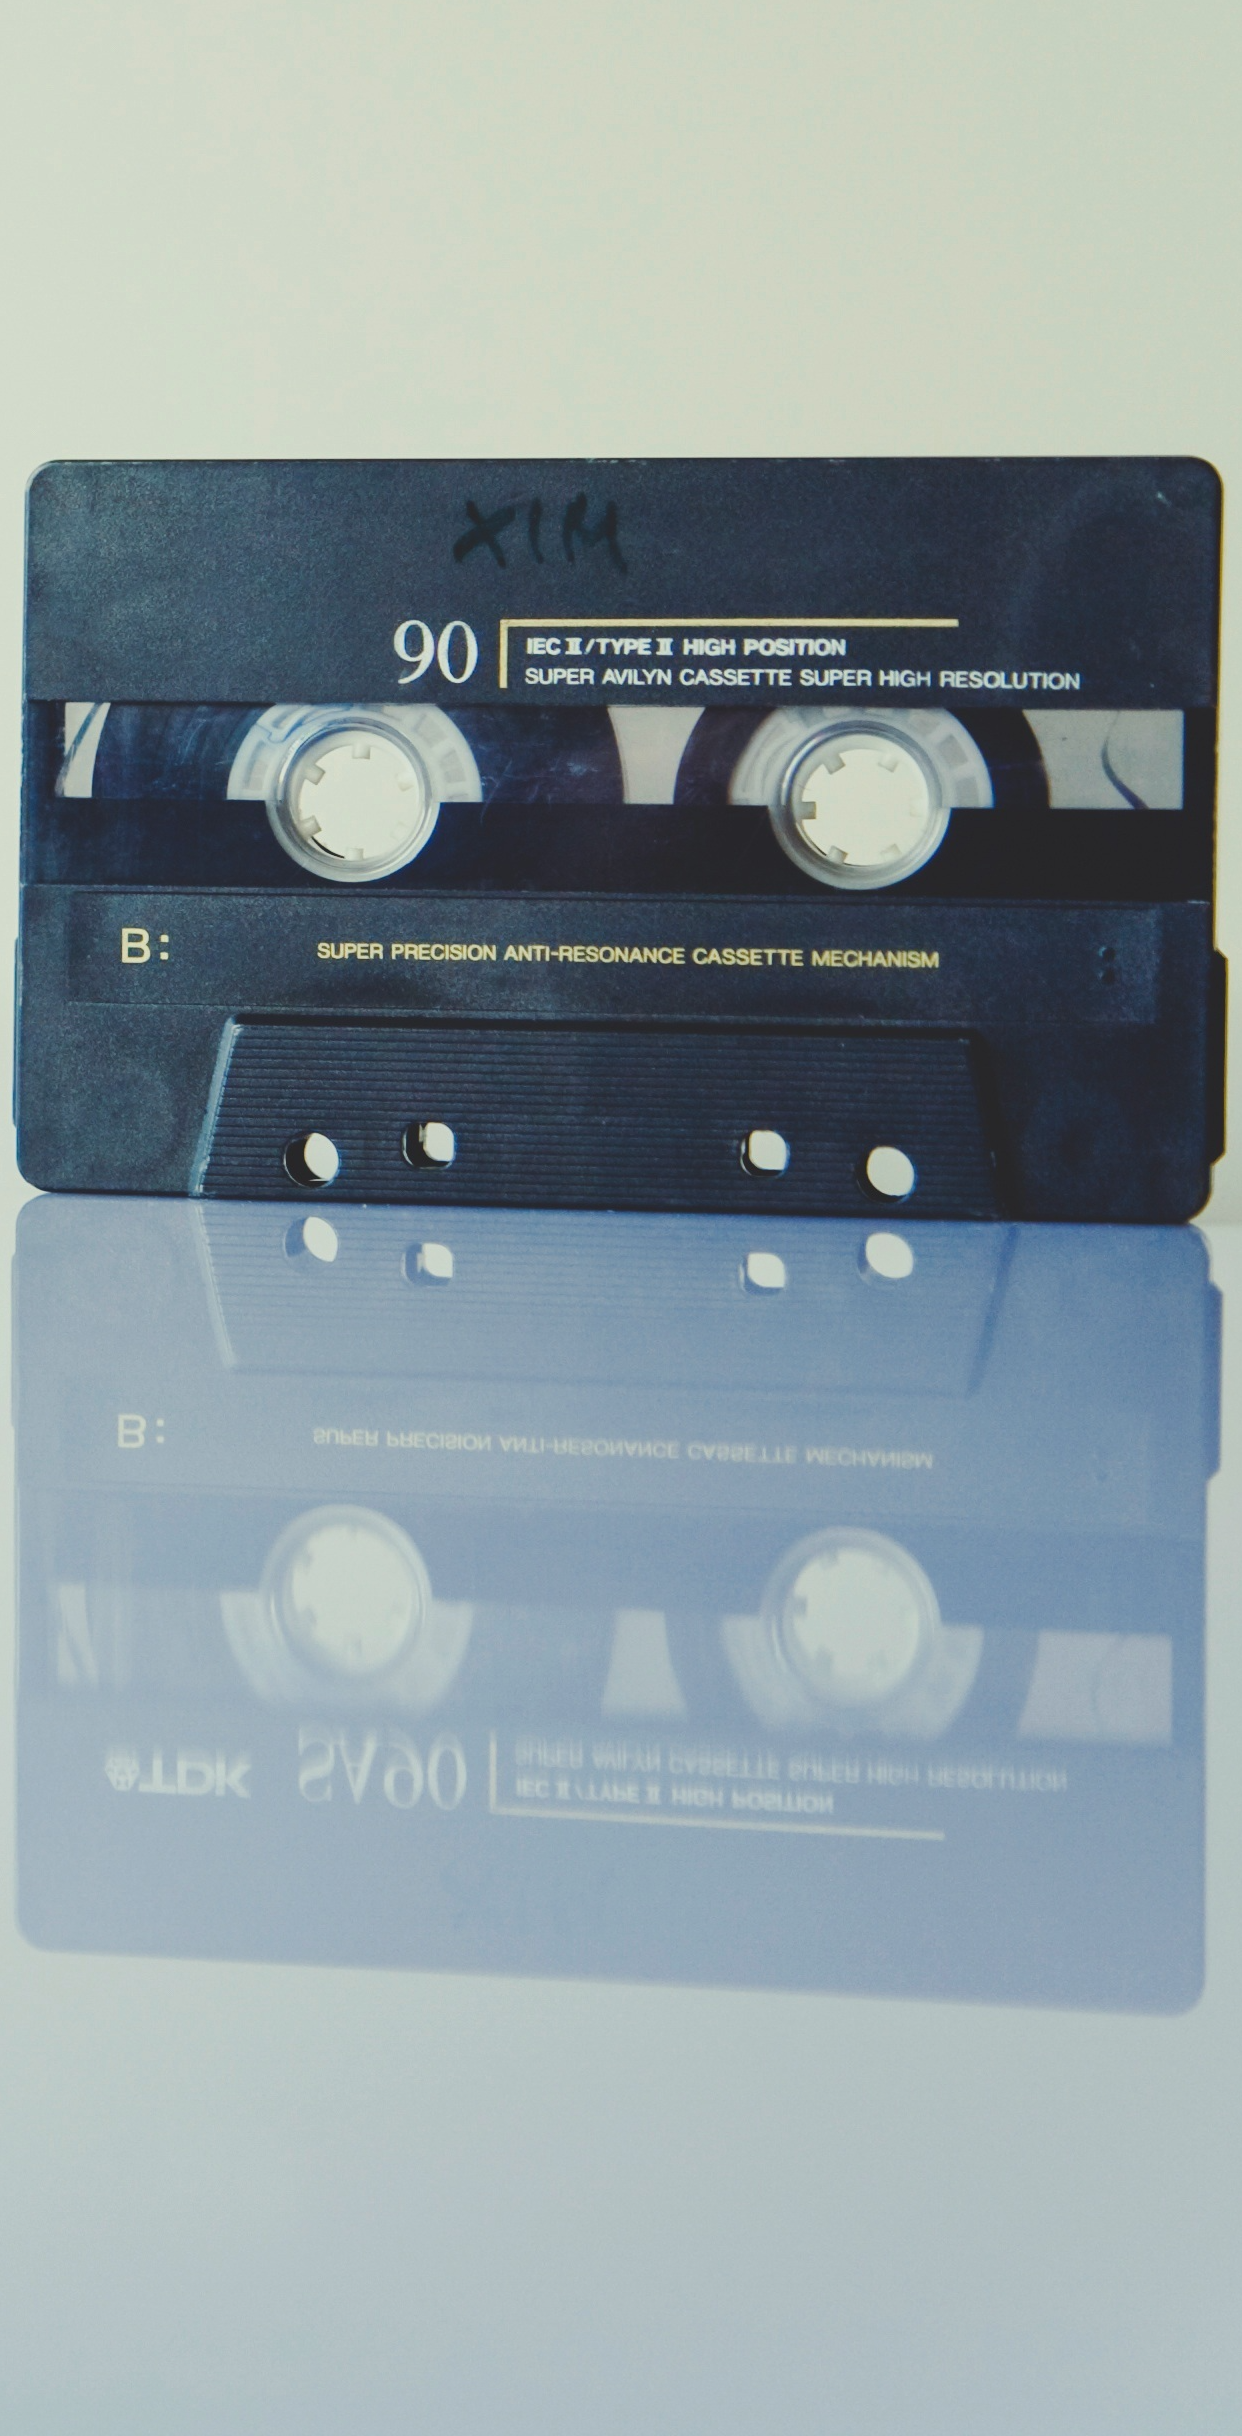 XIM
90
IEC II/TYPE II HIGH POSITION
SUPER AVILYN CASSETTE SUPER HIGH RESOLUTION
B:
SUPER PRECISION ANTI-RESONANCE CASSETTE MECHANISM
B:
SUPER PRECISION ANTI-RESONANCE CASSETTE MECHANISM
SUPER AVILYN CASSETTE SUPER HIGH RESOLUTION
TDK SA90 IEC II/TYPE II HIGH POSITION